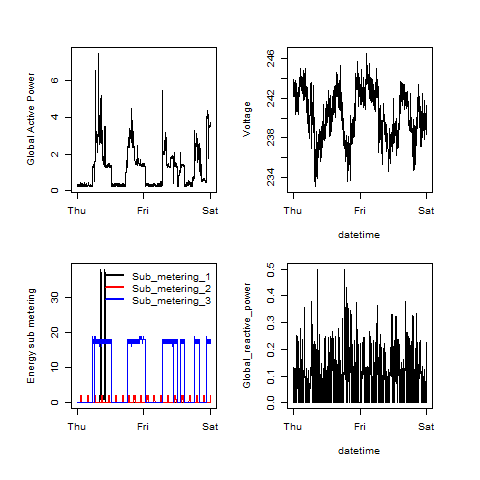 Global Active Power
0
2
4
6
Thu
Fri
Sat
Voltage
234
238
242
246
Thu
Fri
Sat
datetime
Energy sub metering
0
10
20
30
Sub_metering_1
Sub_metering_2
Sub_metering_3
Thu
Fri
Sat
Global_reactive_power
0.0
0.1
0.2
0.3
0.4
0.5
Thu
Fri
Sat
datetime